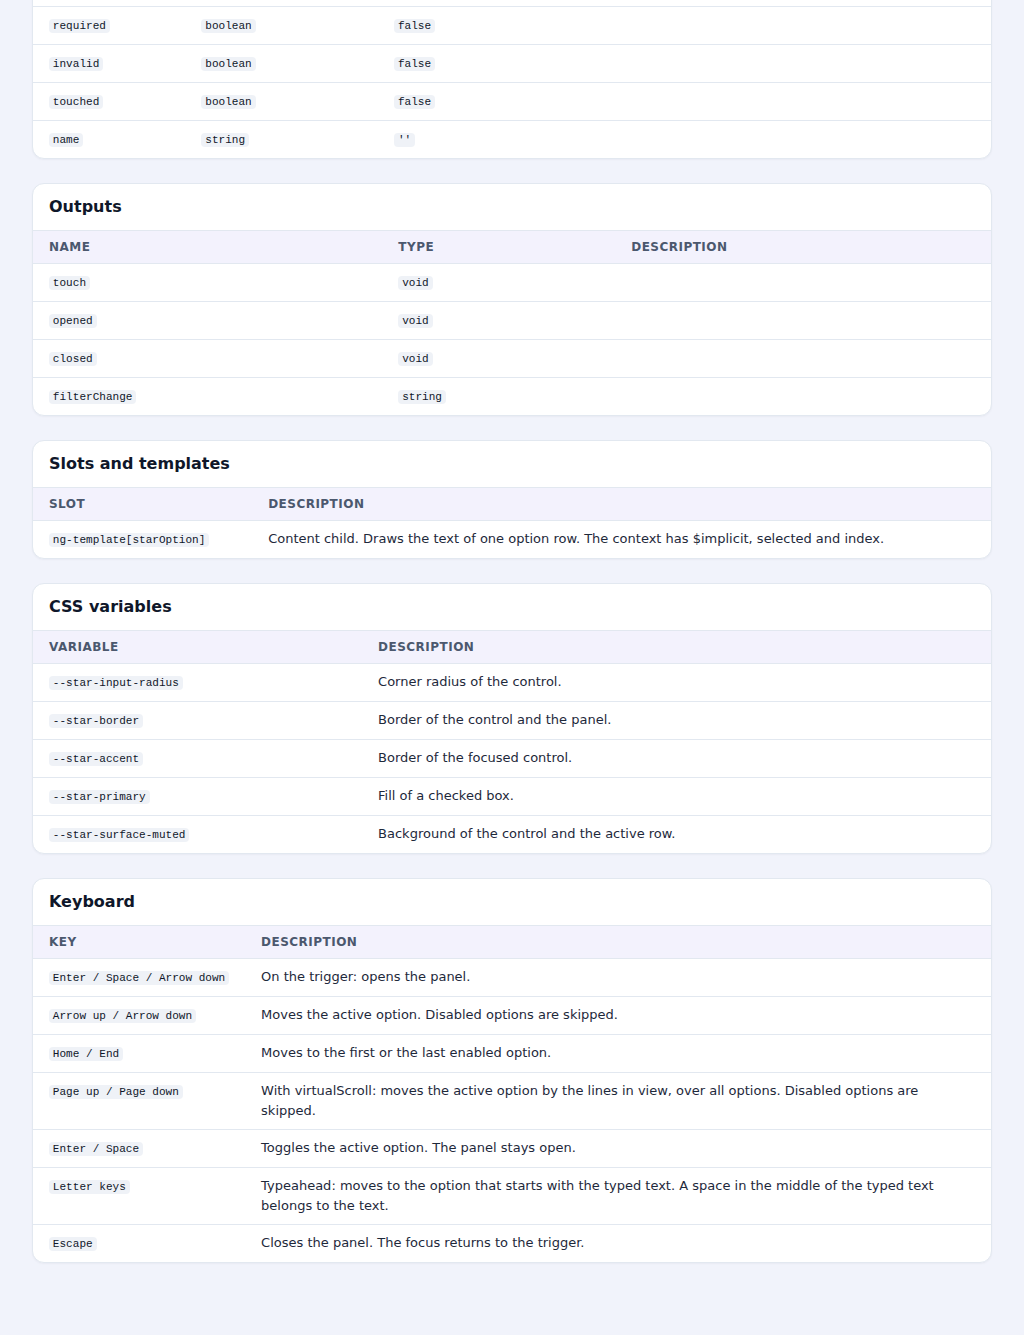 required boolean false
invalid boolean false
touched boolean false
name string ''
Outputs
NAME TYPE DESCRIPTION
touch void
opened void
closed void
filterChange string
Slots and templates
SLOT DESCRIPTION
ng-template[starOption] Content child. Draws the text of one option row. The context has $implicit, selected and index.
CSS variables
VARIABLE DESCRIPTION
--star-input-radius Corner radius of the control.
--star-border Border of the control and the panel.
--star-accent Border of the focused control.
--star-primary Fill of a checked box.
--star-surface-muted Background of the control and the active row.
Keyboard
KEY DESCRIPTION
Enter / Space / Arrow down On the trigger: opens the panel.
Arrow up / Arrow down Moves the active option. Disabled options are skipped.
Home / End Moves to the first or the last enabled option.
Page up / Page down With virtualScroll: moves the active option by the lines in view, over all options. Disabled options are
skipped.
Enter / Space Toggles the active option. The panel stays open.
Letter keys Typeahead: moves to the option that starts with the typed text. A space in the middle of the typed text
belongs to the text.
Escape Closes the panel. The focus returns to the trigger.